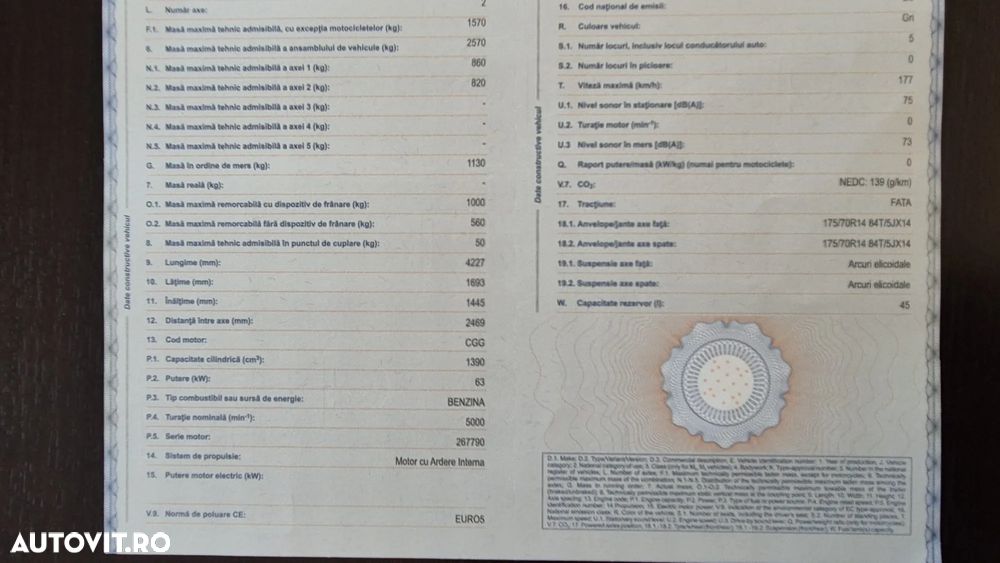 L. Număr axe: 2
F.1. Masă maximă tehnic admisibilă, cu excepția motocicletelor (kg): 1570
6. Masă maximă tehnic admisibilă a ansamblului de vehicule (kg): 2570
N.1. Masă maximă tehnic admisibilă a axei 1 (kg): 860
N.2. Masă maximă tehnic admisibilă a axei 2 (kg): 820
N.3. Masă maximă tehnic admisibilă a axei 3 (kg): -
N.4. Masă maximă tehnic admisibilă a axei 4 (kg): -
N.5. Masă maximă tehnic admisibilă a axei 5 (kg): -
G. Masă în ordine de mers (kg): 1130
7. Masă reală (kg): -
O.1. Masă maximă remorcabilă cu dispozitiv de frânare (kg): 1000
O.2. Masă maximă remorcabilă fără dispozitiv de frânare (kg): 560
8. Masă maximă tehnic admisibilă în punctul de cuplare (kg): 50
9. Lungime (mm): 4227
10. Lățime (mm): 1693
11. Înălțime (mm): 1445
12. Distanță între axe (mm): 2469
13. Cod motor: CGG
P.1. Capacitate cilindrică (cm³): 1390
P.2. Putere (kW): 63
P.3. Tip combustibil sau sursă de energie: BENZINA
P.4. Turație nominală (min⁻¹): 5000
P.5. Serie motor: 267790
14. Sistem de propulsie: Motor cu Ardere Interna
15. Putere motor electric (kW):
V.9. Normă de poluare CE: EURO5
Date constructive vehicul
16. Cod național de emisii:
R. Culoare vehicul: Gri
S.1. Număr locuri, inclusiv locul conducătorului auto: 5
S.2. Număr locuri în picioare: 0
T. Viteză maximă (km/h): 177
U.1. Nivel sonor în staționare [dB(A)]: 75
U.2. Turație motor (min⁻¹): 0
U.3 Nivel sonor în mers [dB(A)]: 73
Q. Raport putere/masă (kW/kg) (numai pentru motociclete): 0
V.7. CO₂: NEDC: 139 (g/km)
17. Tracțiune: FATA
18.1. Anvelope/jante axe față: 175/70R14 84T/5JX14
18.2. Anvelope/jante axe spate: 175/70R14 84T/5JX14
19.1. Suspensie axe față: Arcuri elicoidale
19.2. Suspensie axe spate: Arcuri elicoidale
W. Capacitate rezervor (l): 45
Date constructive vehicul
AUTOVIT.RO